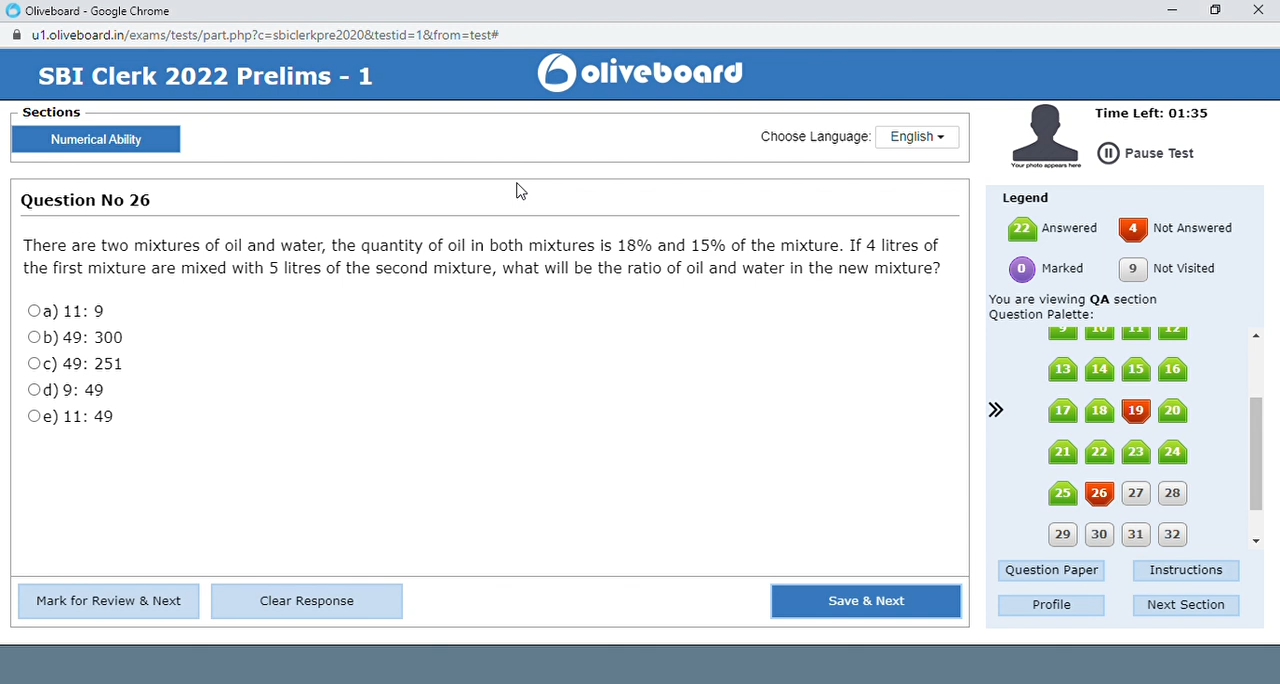 Oliveboard - Google Chrome
u1.oliveboard.in/exams/tests/part.php?c=sbiclerkpre2020&testid=1&from=test#
SBI Clerk 2022 Prelims - 1
oliveboard
Sections
Numerical Ability
Choose Language: English
Your photo appears here
Time Left: 01:35
Pause Test
Question No 26
There are two mixtures of oil and water, the quantity of oil in both mixtures is 18% and 15% of the mixture. If 4 litres of
the first mixture are mixed with 5 litres of the second mixture, what will be the ratio of oil and water in the new mixture?
a) 11: 9
b) 49: 300
c) 49: 251
d) 9: 49
e) 11: 49
Mark for Review & Next
Clear Response
Save & Next
Legend
22 Answered 4 Not Answered
0 Marked 9 Not Visited
You are viewing QA section
Question Palette:
9 10 11 12
13 14 15 16
17 18 19 20
21 22 23 24
25 26 27 28
29 30 31 32
Question Paper Instructions
Profile Next Section